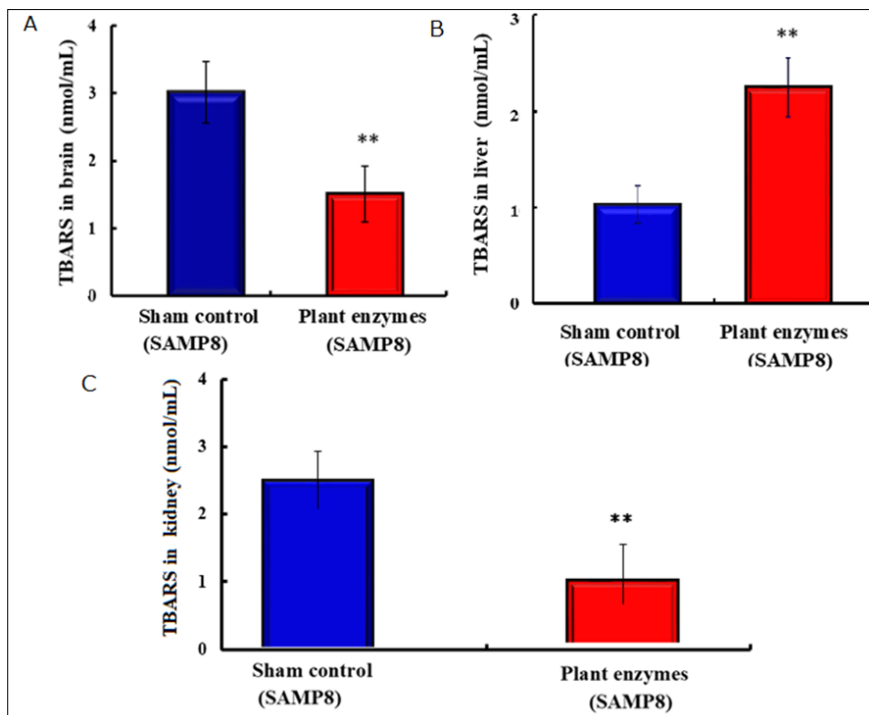 A
TBARS in brain (nmol/mL)
4
3
2
1
0
**
Sham control
(SAMP8)
Plant enzymes
(SAMP8)
B
TBARS in liver (nmol/mL)
3
2
1
0
**
Sham control
(SAMP8)
Plant enzymes
(SAMP8)
C
TBARS in kidney (nmol/mL)
4
3
2
1
0
**
Sham control
(SAMP8)
Plant enzymes
(SAMP8)